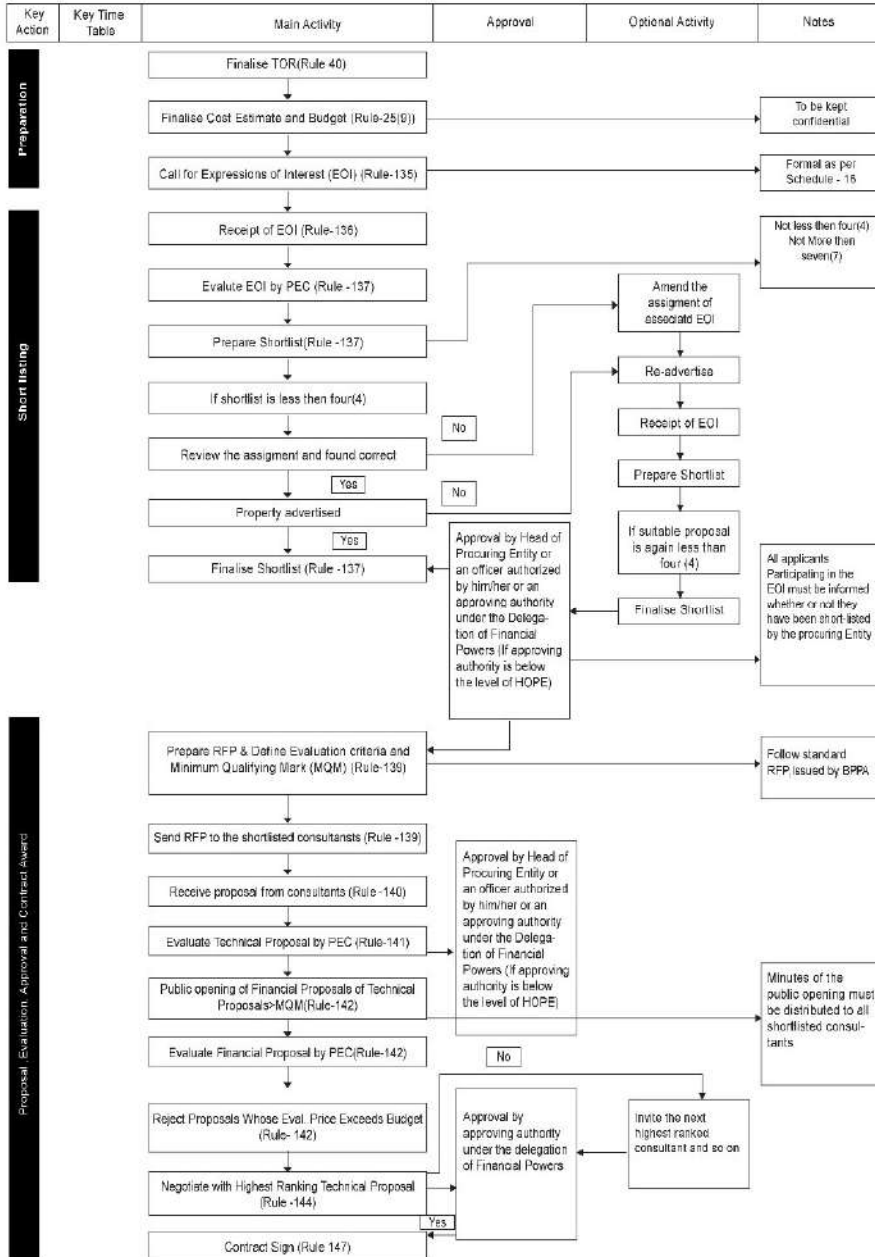 Key
Action
Key Time
Table
Main Activity
Approval
Optional Activity
Notes
Preparation
Finalise TOR(Rule 40)
Finalise Cost Estimate and Budget (Rule-25(9))
To be kept
confidential
Call for Expressions of Interest (EOI) (Rule-135)
Formal as per
Schedule - 16
Short listing
Receipt of EOI (Rule-136)
Not less then four(4)
Not More then
seven(7)
Evalute EOI by PEC (Rule -137)
Amend the
assigment of
associatd EOI
Prepare Shortlist(Rule -137)
Re-advertise
If shortlist is less then four(4)
No
Receipt of EOI
Review the assigment and found correct
Yes
No
Prepare Shortlist
Property advertised
Yes
If suitable proposal
is again less than
four (4)
Finalise Shortlist (Rule -137)
Approval by Head of
Procuring Entity or
an officer authorized
by him/her or an
approving authority
under the Delega-
tion of Financial
Powers (If approving
authority is below
the level of HOPE)
Finalise Shortlist
All applicants
Participating in the
EOI must be informed
whether or not they
have been short-listed
by the procuring Entity
Proposal, Evaluation, Approval and Contract Award
Prepare RFP & Define Evaluation criteria and
Minimum Qualifying Mark (MQM) (Rule-139)
Follow standard
RFP,Issued by BPPA
Send RFP to the shortlisted consultansts (Rule -139)
Receive proposal from consultants (Rule -140)
Evaluate Technical Proposal by PEC (Rule-141)
Approval by Head of
Procuring Entity or
an officer authorized
by him/her or an
approving authority
under the Delega-
tion of Financial
Powers (If approving
authority is below
the level of HOPE)
Public opening of Financial Proposals of Technical
Proposals>MQM(Rule-142)
Minutes of the
public opening must
be distributed to all
shortlisted consul-
tants
Evaluate Financial Proposal by PEC(Rule-142)
No
Reject Proposals Whose Eval. Price Exceeds Budget
(Rule- 142)
Approval by
approving authority
under the delegation
of Financial Powers
Invite the next
highest ranked
consultant and so on
Negotiate with Highest Ranking Technical Proposal
(Rule -144)
Yes
Contract Sign (Rule 147)